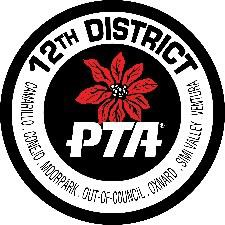 12TH DISTRICT
PTA®
CAMARILLO . CONEJO . MOORPARK . OUT-OF-COUNCIL . OXNARD . SIMI VALLEY . VENTURA